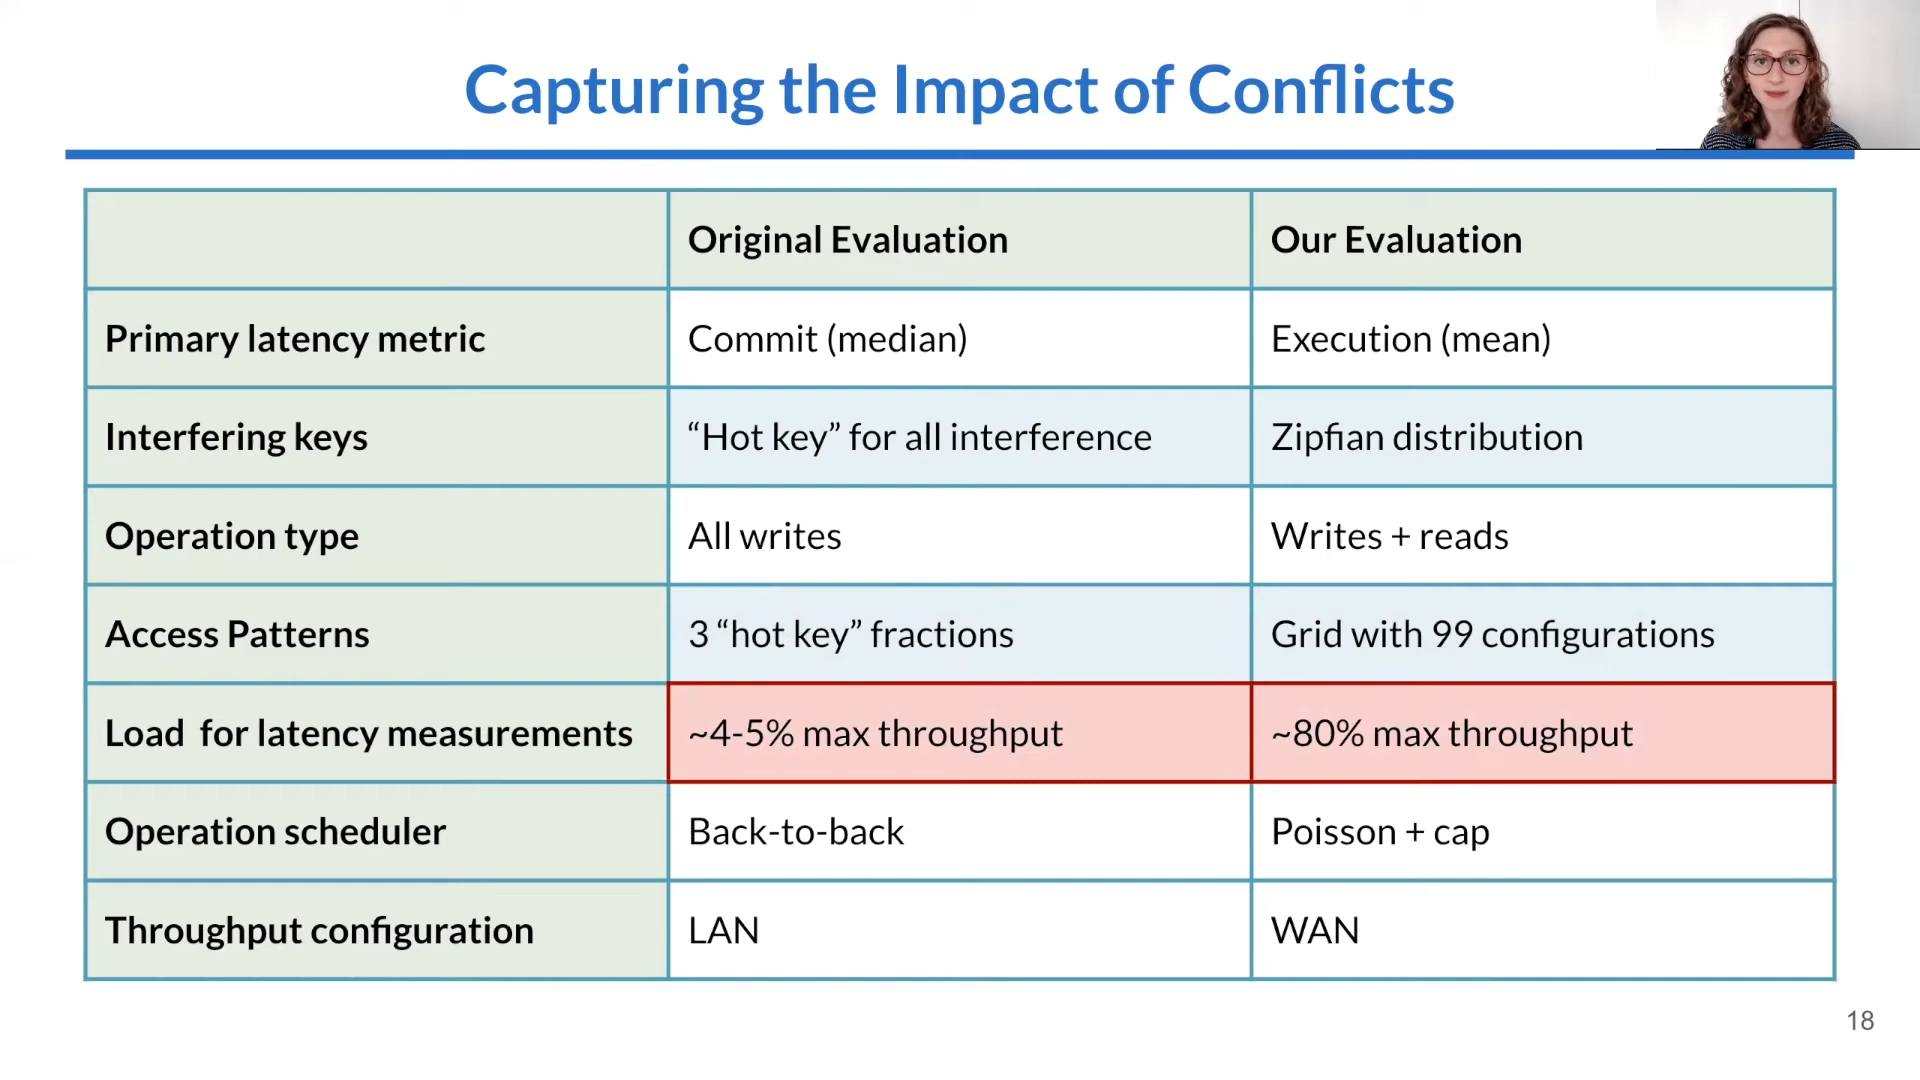 Capturing the Impact of Conflicts
Original Evaluation
Our Evaluation
Primary latency metric
Commit (median)
Execution (mean)
Interfering keys
“Hot key” for all interference
Zipfian distribution
Operation type
All writes
Writes + reads
Access Patterns
3 “hot key” fractions
Grid with 99 configurations
Load  for latency measurements
~4-5% max throughput
~80% max throughput
Operation scheduler
Back-to-back
Poisson + cap
Throughput configuration
LAN
WAN
18